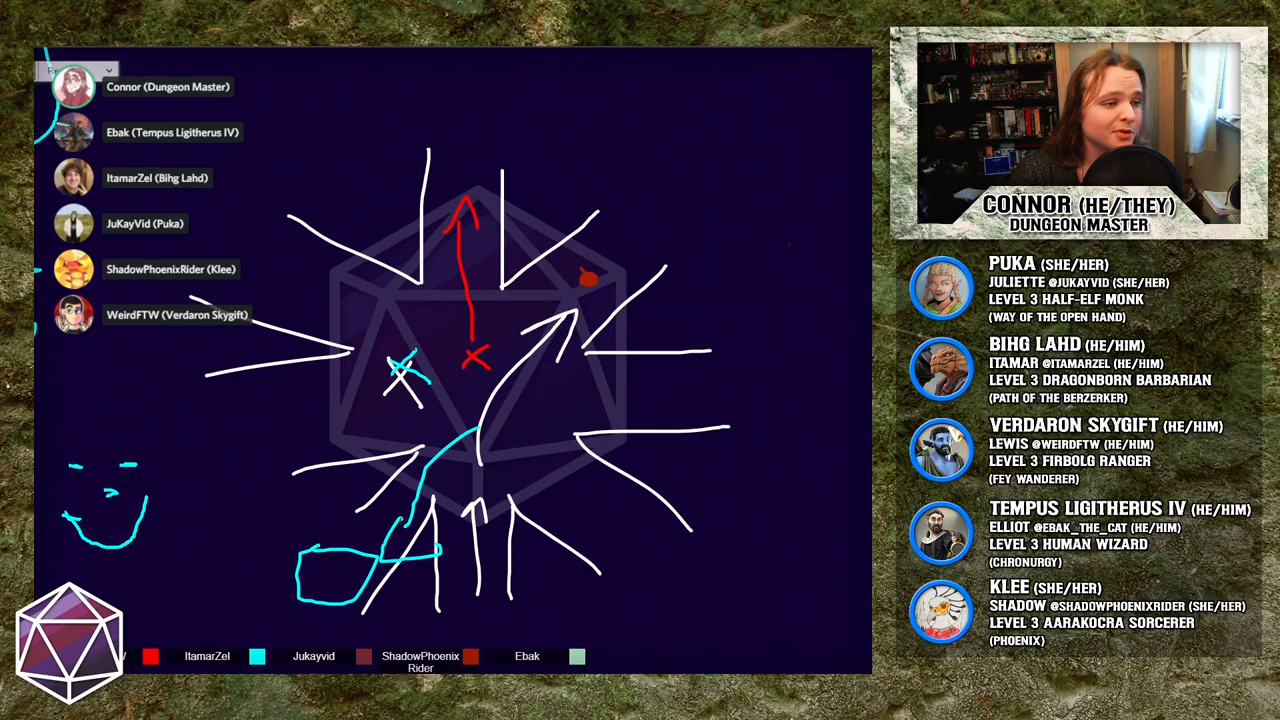 Connor (Dungeon Master)
Ebak (Tempus Ligitherus IV)
ItamarZel (Bihg Lahd)
JuKayVid (Puka)
ShadowPhoenixRider (Klee)
WeirdFTW (Verdaron Skygift)
ItamarZel
Jukayvid
ShadowPhoenix
Rider
Ebak
CONNOR (HE/THEY)
DUNGEON MASTER
PUKA (SHE/HER)
JULIETTE @JUKAYVID (SHE/HER)
LEVEL 3 HALF-ELF MONK
(WAY OF THE OPEN HAND)
BIHG LAHD (HE/HIM)
ITAMAR @ITAMARZEL (HE/HIM)
LEVEL 3 DRAGONBORN BARBARIAN
(PATH OF THE BERZERKER)
VERDARON SKYGIFT (HE/HIM)
LEWIS @WEIRDFTW (HE/HIM)
LEVEL 3 FIRBOLG RANGER
(FEY WANDERER)
TEMPUS LIGITHERUS IV (HE/HIM)
ELLIOT @EBAK_THE_CAT (HE/HIM)
LEVEL 3 HUMAN WIZARD
(CHRONURGY)
KLEE (SHE/HER)
SHADOW @SHADOWPHOENIXRIDER (SHE/HER)
LEVEL 3 AARAKOCRA SORCERER
(PHOENIX)